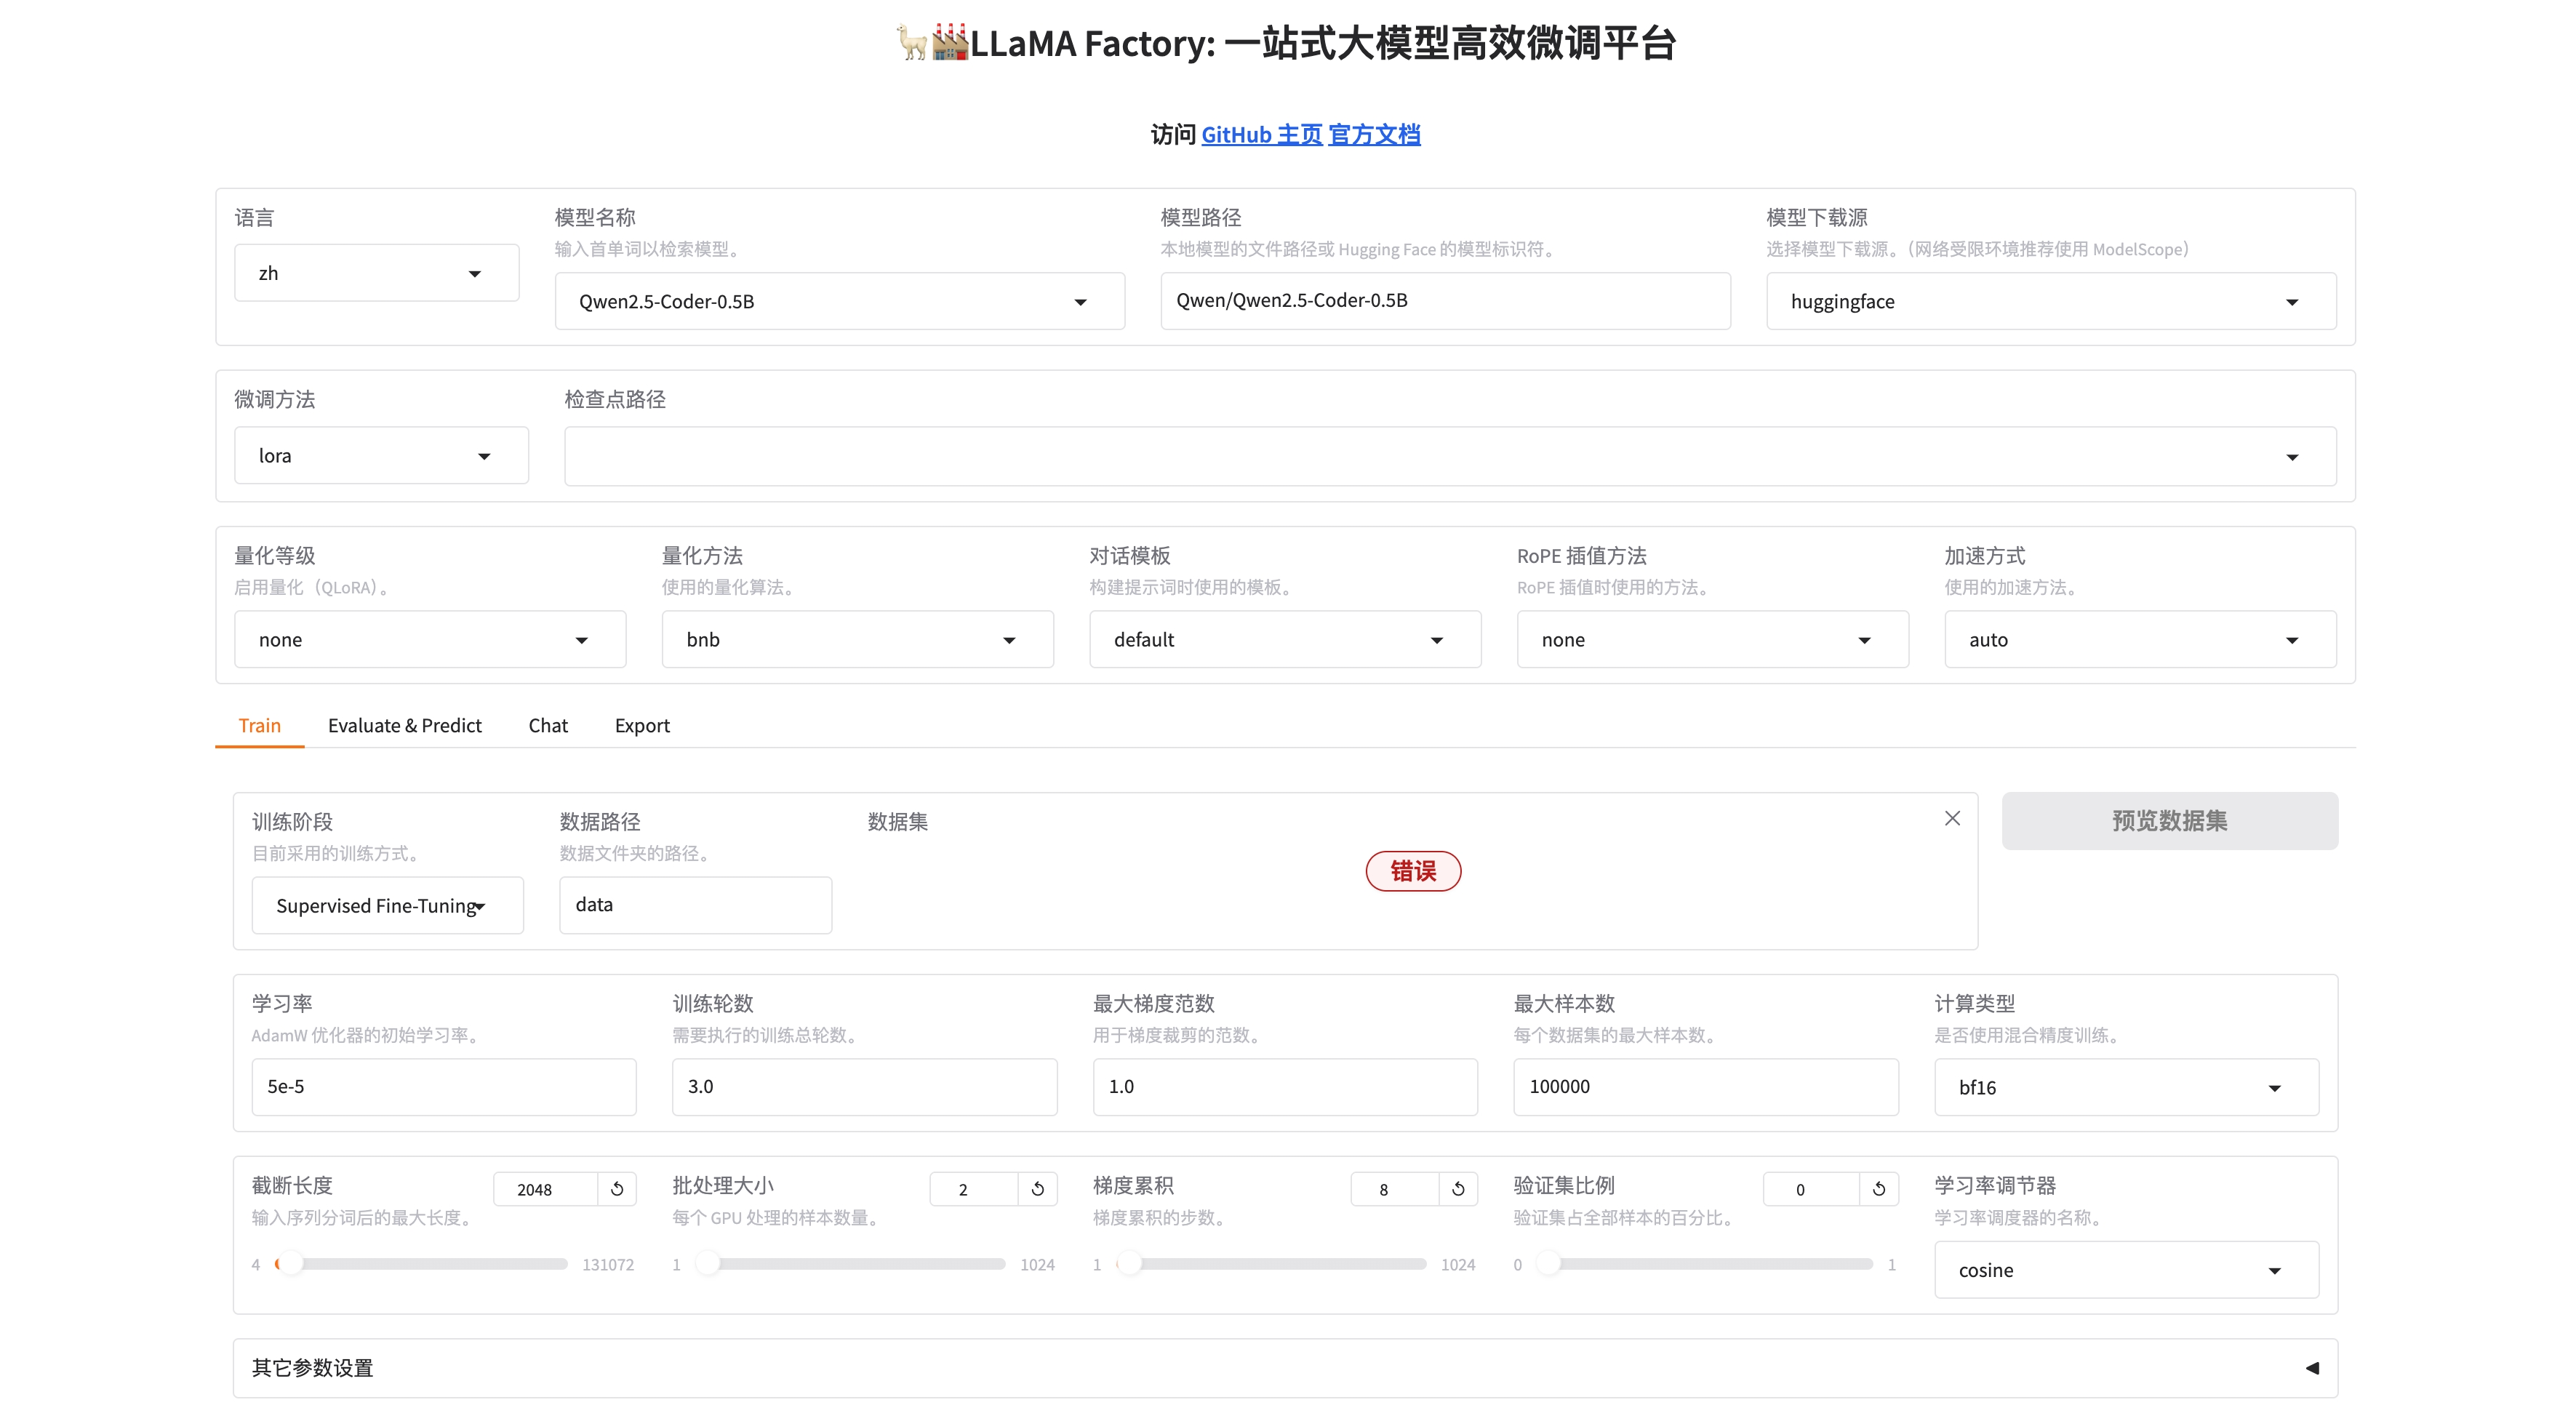 LLaMA Factory: 一站式大模型高效微调平台
访问 GitHub 主页 官方文档
语言
zh
模型名称
输入首单词以检索模型。
Qwen2.5-Coder-0.5B
模型路径
本地模型的文件路径或 Hugging Face 的模型标识符。
Qwen/Qwen2.5-Coder-0.5B
模型下载源
选择模型下载源。（网络受限环境推荐使用 ModelScope）
huggingface
微调方法
lora
检查点路径
量化等级
启用量化（QLoRA）。
none
量化方法
使用的量化算法。
bnb
对话模板
构建提示词时使用的模板。
default
RoPE 插值方法
RoPE 插值时使用的方法。
none
加速方式
使用的加速方法。
auto
Train Evaluate & Predict Chat Export
训练阶段
目前采用的训练方式。
Supervised Fine-Tuning
数据路径
数据文件夹的路径。
data
数据集
错误
预览数据集
学习率
AdamW 优化器的初始学习率。
5e-5
训练轮数
需要执行的训练总轮数。
3.0
最大梯度范数
用于梯度裁剪的范数。
1.0
最大样本数
每个数据集的最大样本数。
100000
计算类型
是否使用混合精度训练。
bf16
截断长度 2048
输入序列分词后的最大长度。
4 131072
批处理大小 2
每个 GPU 处理的样本数量。
1 1024
梯度累积 8
梯度累积的步数。
1 1024
验证集比例 0
验证集占全部样本的百分比。
0 1
学习率调节器
学习率调度器的名称。
cosine
其它参数设置